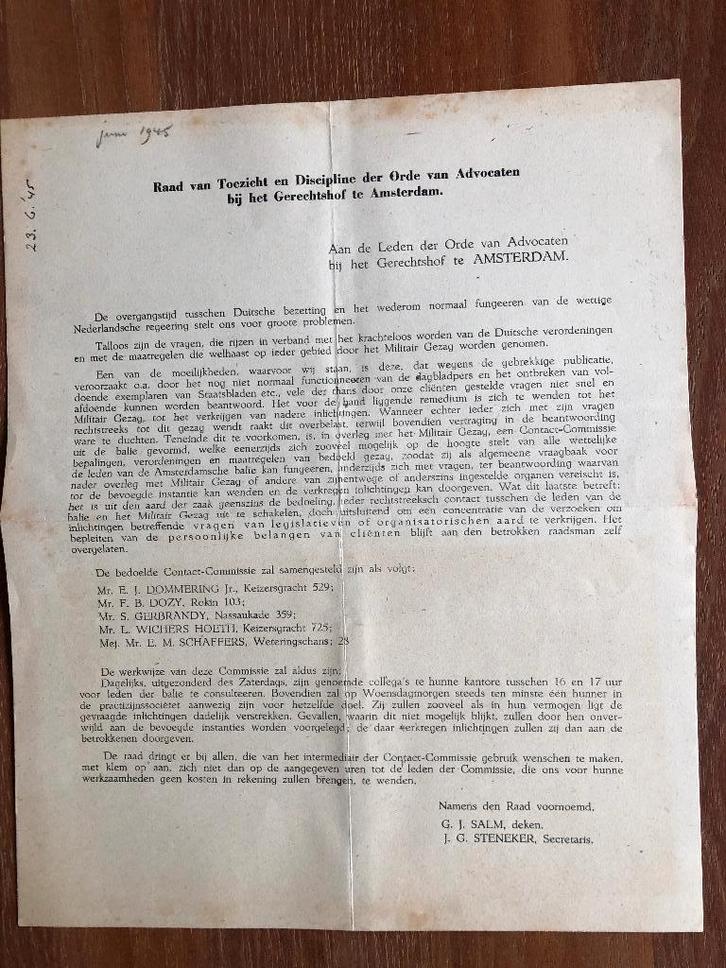 juni 1945
23.6.'45
Raad van Toezicht en Discipline der Orde van Advocaten
bij het Gerechtshof te Amsterdam.
Aan de Leden der Orde van Advocaten
bij het Gerechtshof te AMSTERDAM.
De overgangstijd tusschen Duitsche bezetting en het wederom normaal fungeeren van de wettige
Nederlandsche regeering stelt ons voor groote problemen.
Talloos zijn de vragen, die rijzen in verband met het krachteloos worden van de Duitsche verordeningen
en met de maatregelen die welhaast op ieder gebied door het Militair Gezag worden genomen.
Een van de moeilijkheden, waarvoor wij staan, is deze, dat wegens de gebrekkige publicatie,
veroorzaakt o.a. door het nog niet normaal functionneeren van de dagbladpers en het ontbreken van vol-
doende exemplaren van Staatsbladen etc., vele der thans door onze cliënten gestelde vragen niet snel en
afdoende kunnen worden beantwoord. Het voor de hand liggende remedium is zich te wenden tot het
Militair Gezag, tot het verkrijgen van nadere inlichtingen. Wanneer echter ieder zich met zijn vragen
rechtstreeks tot dit gezag wendt raakt dit overbelast, terwijl bovendien vertraging in de beantwoording
ware te duchten. Teneinde dit te voorkomen, is, in overleg met het Militair Gezag, een Contact-Commissie
uit de balie gevormd, welke eenerzijds zich zooveel mogelijk op de hoogte stelt van alle wettelijke
bepalingen, verordeningen en maatregelen van bedoeld gezag, zoodat zij als algemeene vraagbaak voor
de leden van de Amsterdamsche balie kan fungeeren, anderzijds zich met vragen, ter beantwoording waarvan
nader overleg met Militair Gezag of andere van zijnentwege of anderszins ingestelde organen vereischt is,
tot de bevoegde instantie kan wenden en de verkregen inlichtingen kan doorgeven. Wat dit laatste betreft:
het is uit den aard der zaak geenszins de bedoeling, ieder rechtstreeksch contact tusschen de leden van de
balie en het Militair Gezag uit te schakelen, doch uitsluitend om een concentratie van de verzoeken om
inlichtingen betreffende vragen van legislatieven of organisatorischen aard te verkrijgen. Het
bepleiten van de persoonlijke belangen van cliënten blijft aan den betrokken raadsman zelf
overgelaten.
De bedoelde Contact-Commissie zal samengesteld zijn als volgt:
Mr. E. J. DOMMERING Jr., Keizersgracht 529;
Mr. F. B. DOZY, Rokin 103;
Mr. S. GERBRANDY, Nassaukade 359;
Mr. L. WICHERS HOETH, Keizersgracht 725;
Mej. Mr. E. M. SCHAFFERS, Weteringschans; 28
De werkwijze van deze Commissie zal aldus zijn:
Dagelijks, uitgezonderd des Zaterdags, zijn genoemde collega's te hunne kantore tusschen 16 en 17 uur
voor leden der balie te consulteeren. Bovendien zal op Woensdagmorgen steeds ten minste één hunner in
de practizijnssociëteit aanwezig zijn voor hetzelfde doel. Zij zullen zooveel als in hun vermogen ligt de
gevraagde inlichtingen dadelijk verstrekken. Gevallen, waarin dit niet mogelijk blijkt, zullen door hen onver-
wijld aan de bevoegde instanties worden voorgelegd; de daar verkregen inlichtingen zullen zij dan aan de
betrokkenen doorgeven.
De raad dringt er bij allen, die van het intermediair der Contact-Commissie gebruik wenschen te maken,
met klem op aan, zich niet dan op de aangegeven uren tot de leden der Commissie, die ons voor hunne
werkzaamheden geen kosten in rekening zullen brengen, te wenden.
Namens den Raad voornoemd,
G. J. SALM, deken.
J. G. STENEKER, Secretaris.